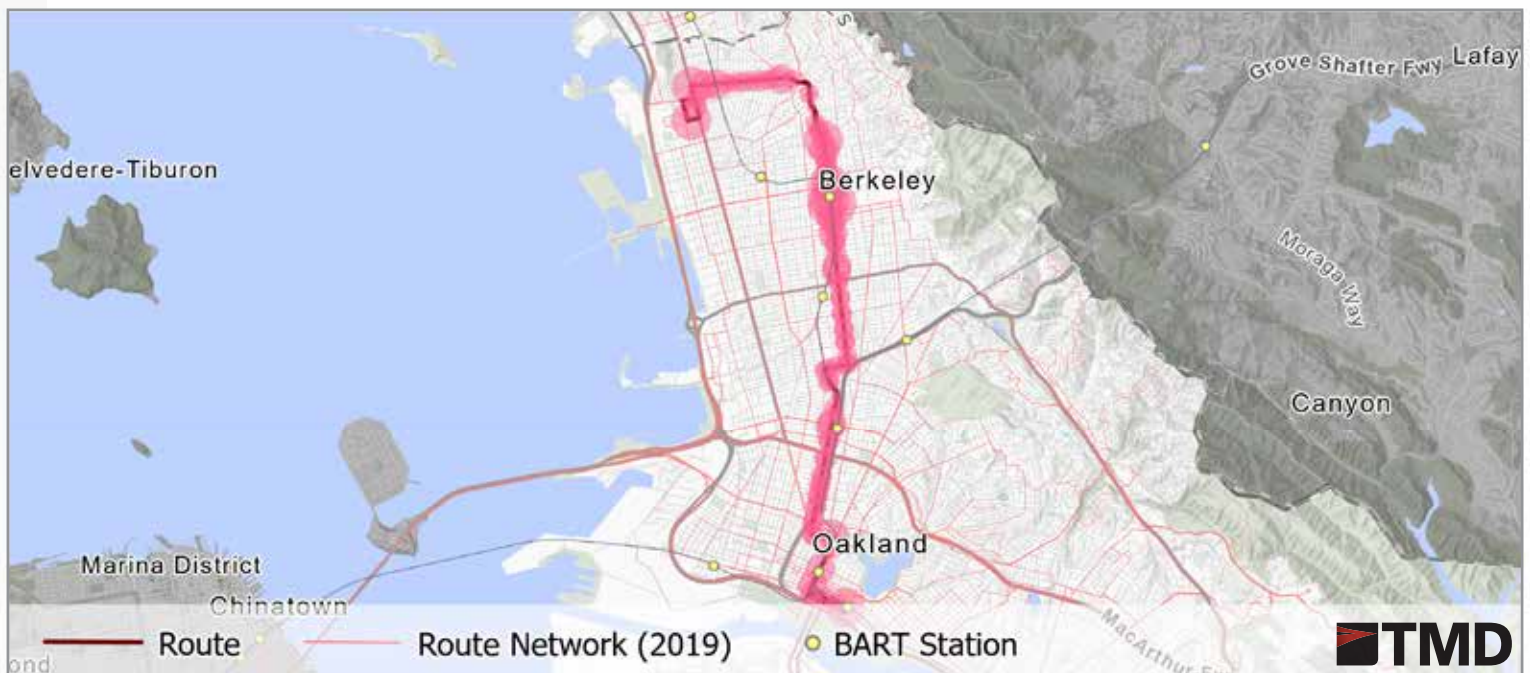 S
Lafay
Grove Shafter Fwy
elvedere-Tiburon
Berkeley
Moraga Way
Canyon
Oakland
Marina District
Chinatown
MacArthur
Route
Route Network (2019)
BART Station
TMD
ond